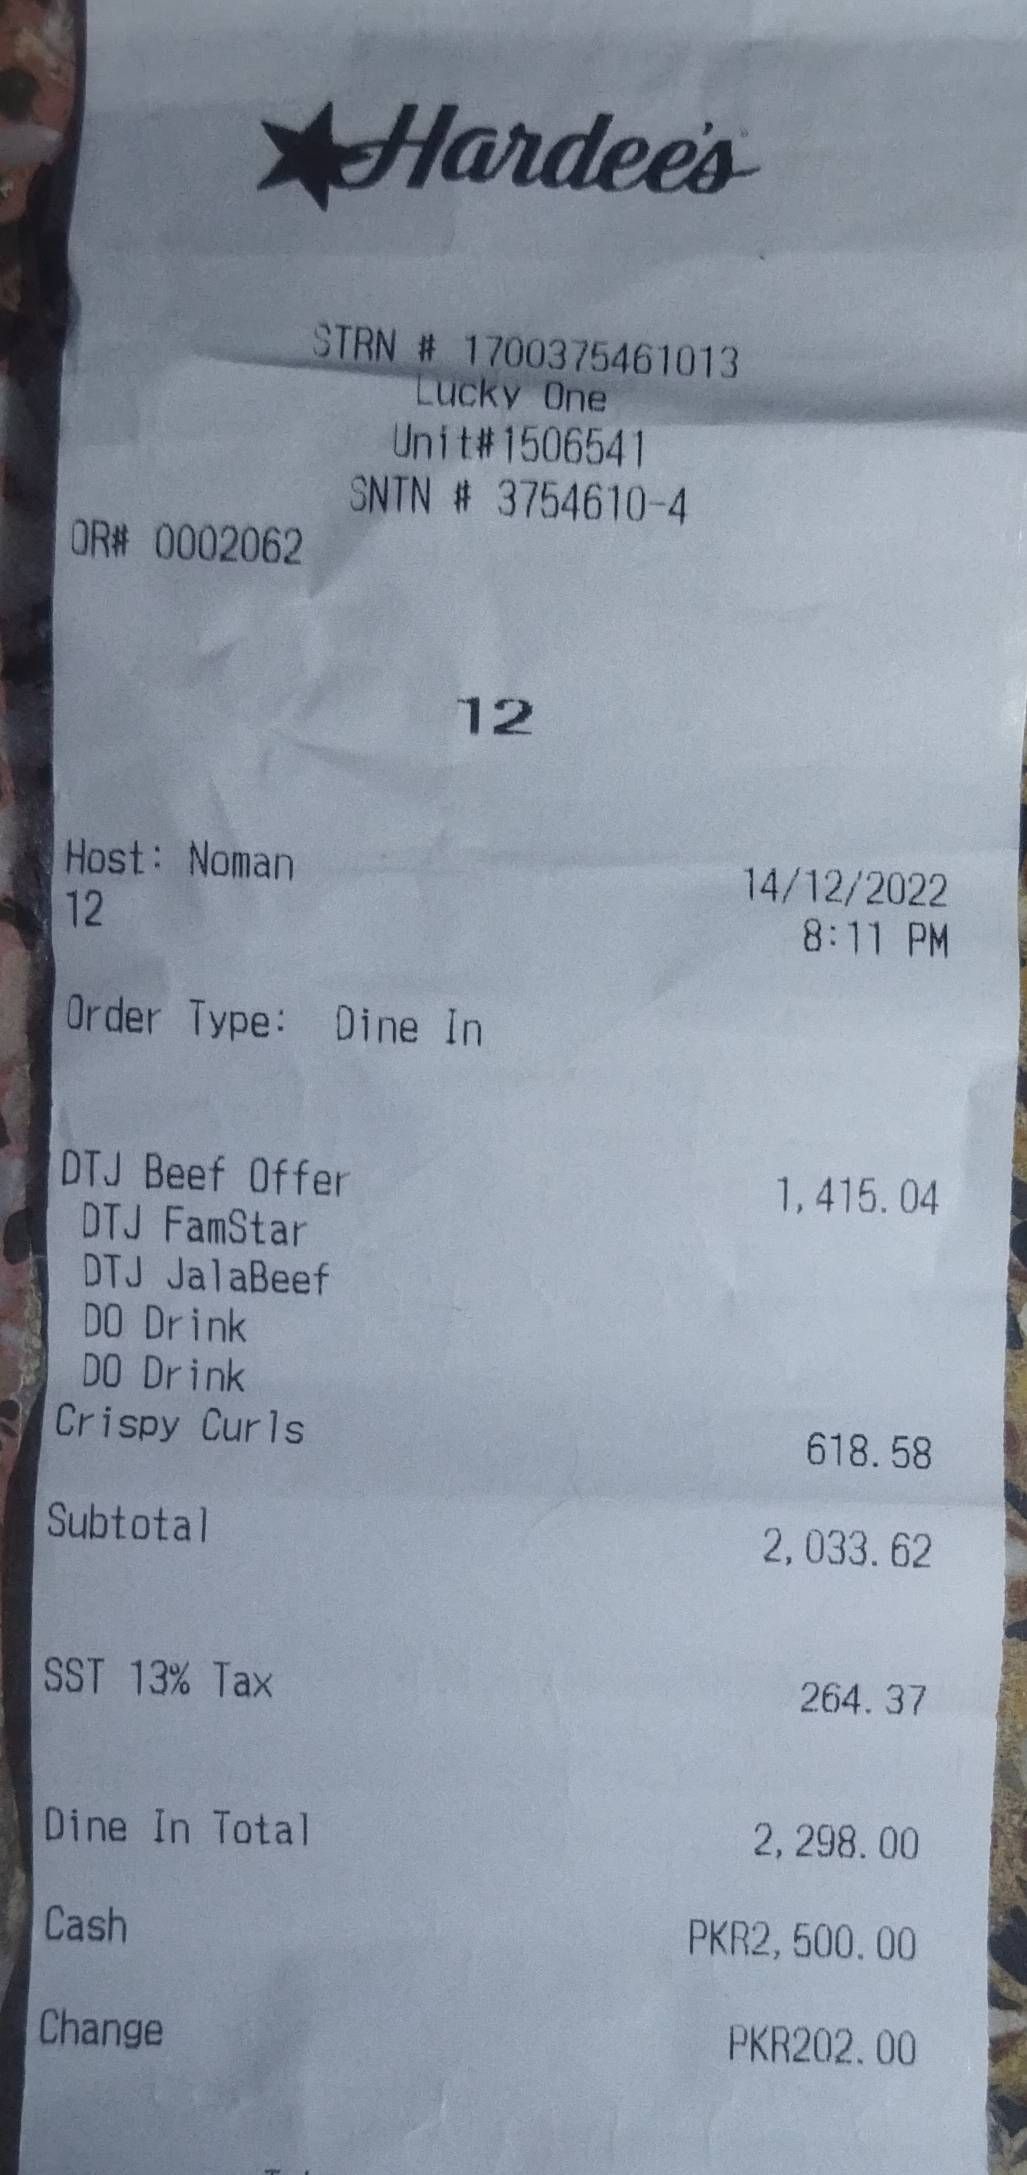 Hardee's
STRN # 1700375461013
Lucky One
Unit#1506541
SNTN # 3754610-4
OR# 0002062
12
Host: Noman
14/12/2022
12
8:11 PM
Order Type: Dine In
DTJ Beef Offer 1,415.04
DTJ FamStar
DTJ JalaBeef
DO Drink
DO Drink
Crispy Curls 618.58
Subtotal 2,033.62
SST 13% Tax 264.37
Dine In Total 2,298.00
Cash PKR2,500.00
Change PKR202.00